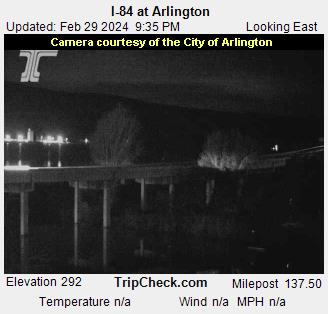 I-84 at Arlington
Updated: Feb 29 2024 9:35 PM Looking East
Camera courtesy of the City of Arlington
Elevation 292 TripCheck.com Milepost 137.50
Temperature n/a Wind n/a MPH n/a